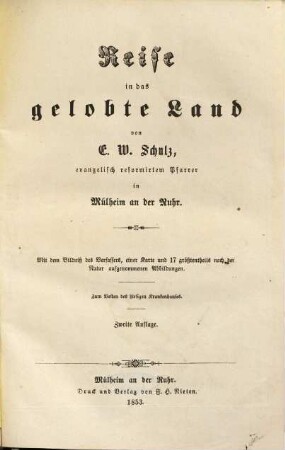 Reise
in das
gelobte Land
von
E. W. Schulz,
evangelisch reformirtem Pfarrer
in
Mülheim an der Ruhr.
Mit dem Bildniß des Verfassers, einer Karte und 17 größtentheils nach der
Natur aufgenommenen Abbildungen.
Zum Besten des hiesigen Krankenhauses.
Zweite Auflage.
Mülheim an der Ruhr.
Druck und Verlag von F. H. Nieten.
1853.